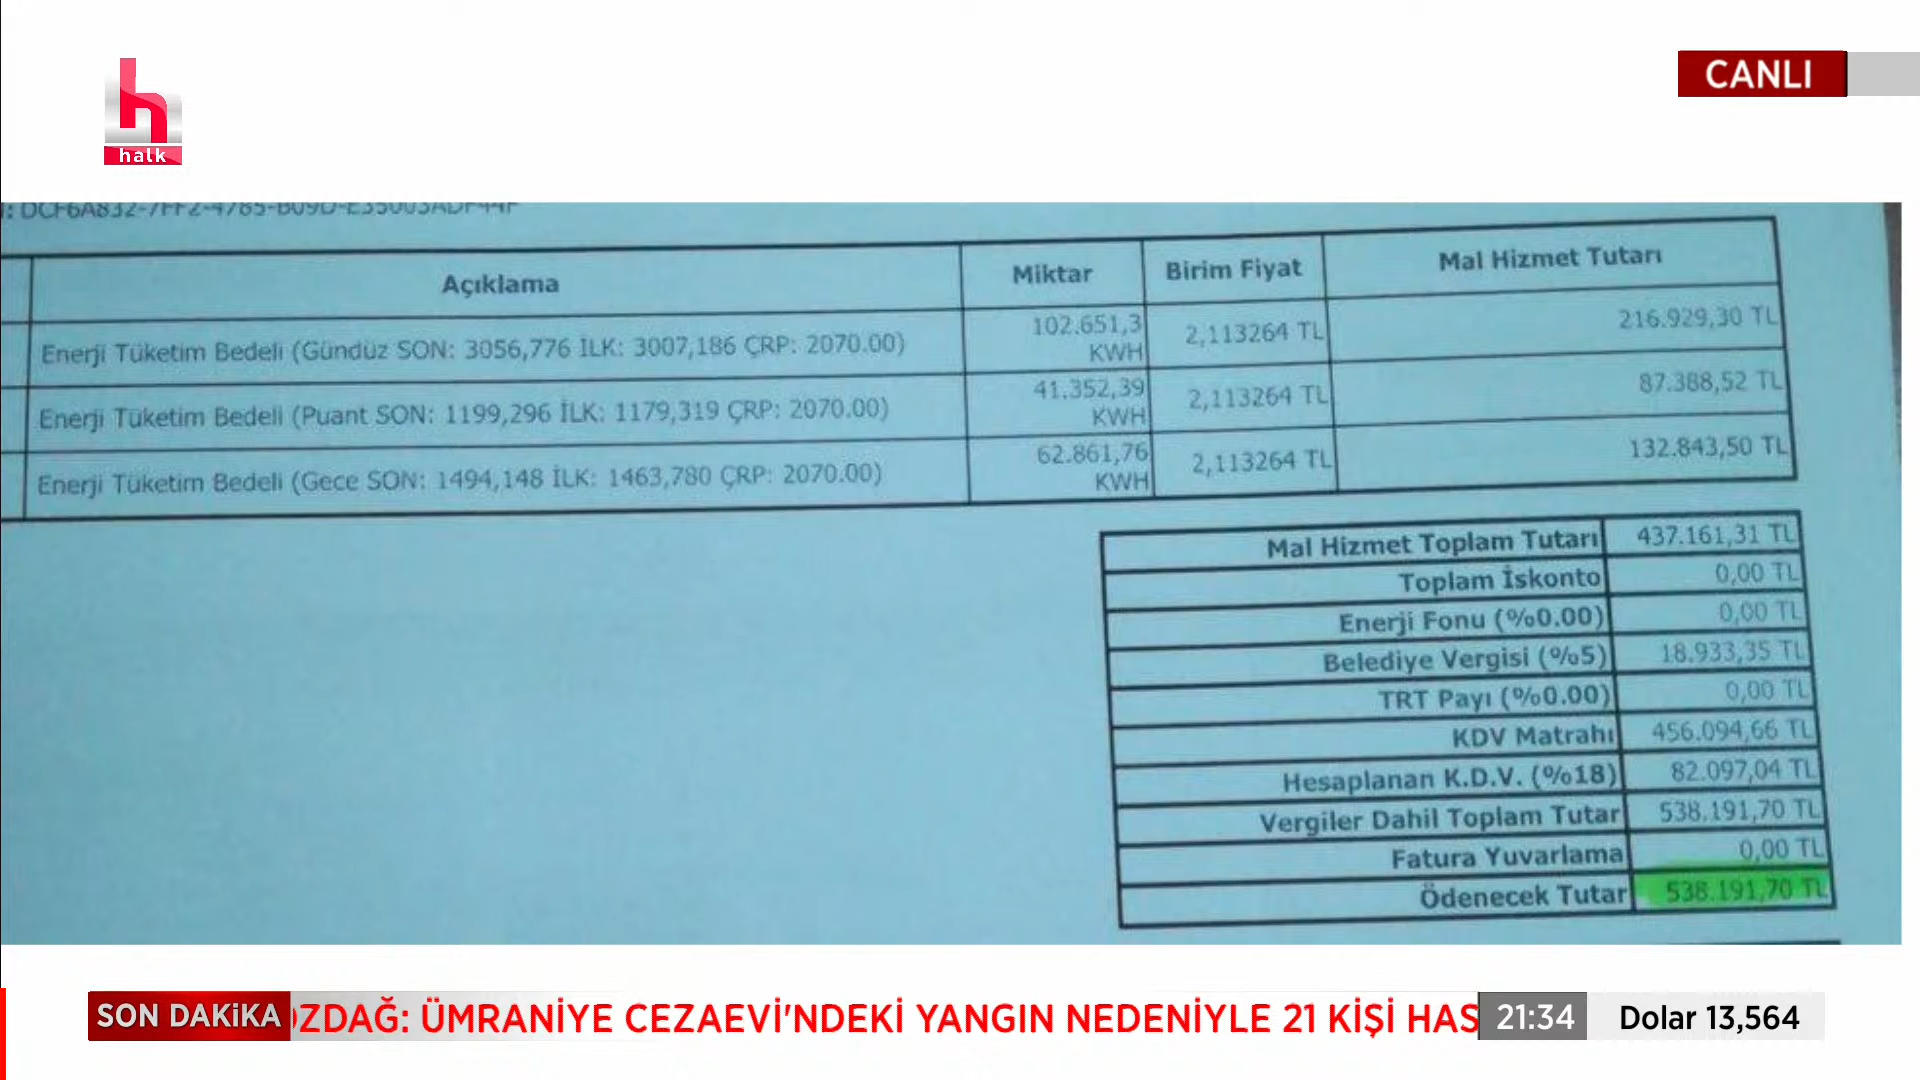 halk
CANLI
Açıklama Miktar Birim Fiyat Mal Hizmet Tutarı
Enerji Tüketim Bedeli (Gündüz SON: 3056,776 İLK: 3007,186 ÇRP: 2070.00) 102.651,3 KWH 2,113264 TL 216.929,30 TL
Enerji Tüketim Bedeli (Puant SON: 1199,296 İLK: 1179,319 ÇRP: 2070.00) 41.352,39 KWH 2,113264 TL 87.388,52 TL
Enerji Tüketim Bedeli (Gece SON: 1494,148 İLK: 1463,780 ÇRP: 2070.00) 62.861,76 KWH 2,113264 TL 132.843,50 TL
Mal Hizmet Toplam Tutarı 437.161,31 TL
Toplam İskonto 0,00 TL
Enerji Fonu (%0.00) 0,00 TL
Belediye Vergisi (%5) 18.933,35 TL
TRT Payı (%0.00) 0,00 TL
KDV Matrahı 456.094,66 TL
Hesaplanan K.D.V. (%18) 82.097,04 TL
Vergiler Dahil Toplam Tutar 538.191,70 TL
Fatura Yuvarlama 0,00 TL
Ödenecek Tutar 538.191,70 TL
SON DAKİKA ZDAĞ: ÜMRANİYE CEZAEVİ'NDEKİ YANGIN NEDENİYLE 21 KİŞİ HAS 21:34 Dolar 13,564